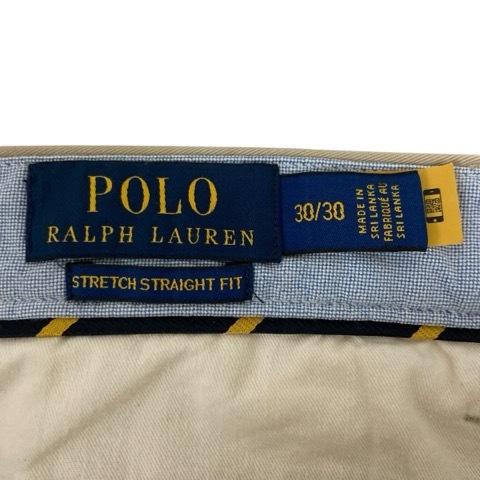 POLO
RALPH LAUREN
STRETCH STRAIGHT FIT
30/30
MADE IN
SRI LANKA
FABRIQUÉ AU
SRI LANKA